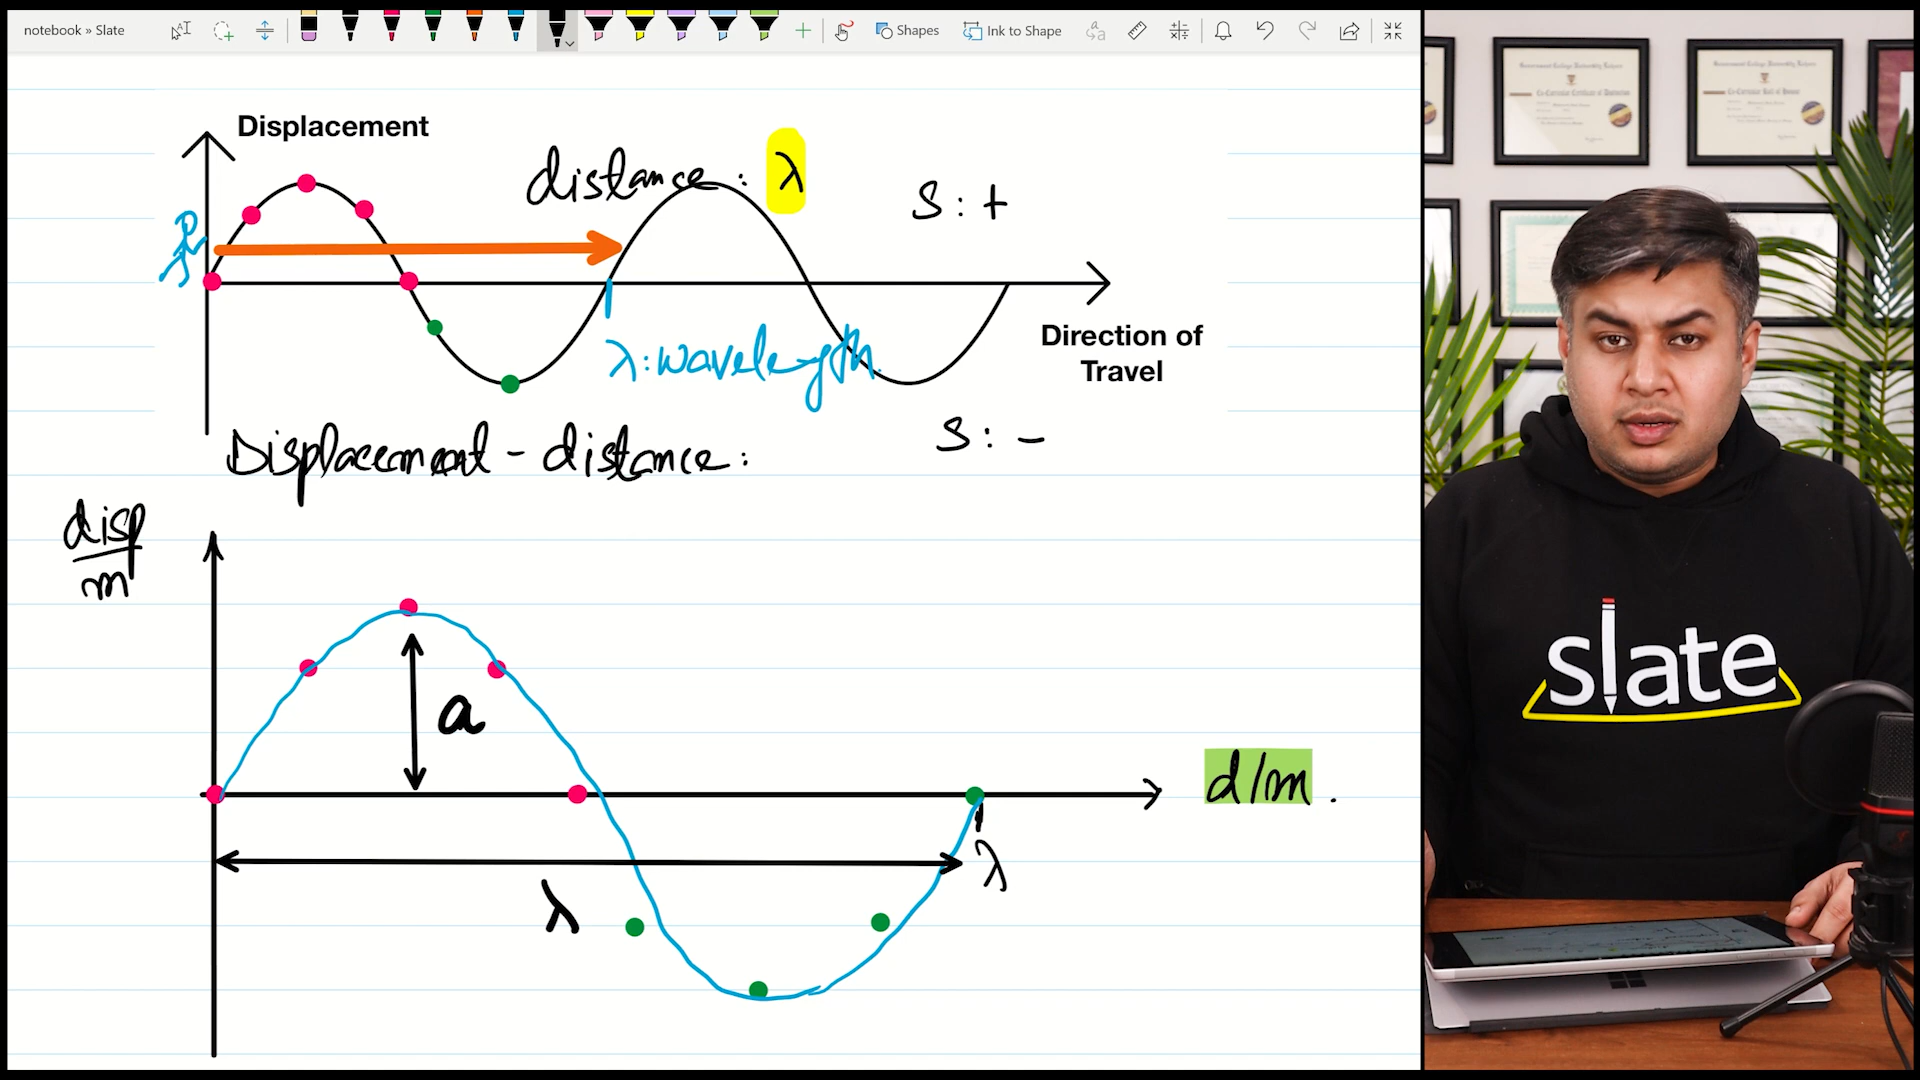 notebook » Slate
Shapes
Ink to Shape
Displacement
distance : λ
S : +
λ : wavelength
Direction of
Travel
S : -
Displacement - distance :
disp
m
a
d/m .
λ
λ
slate